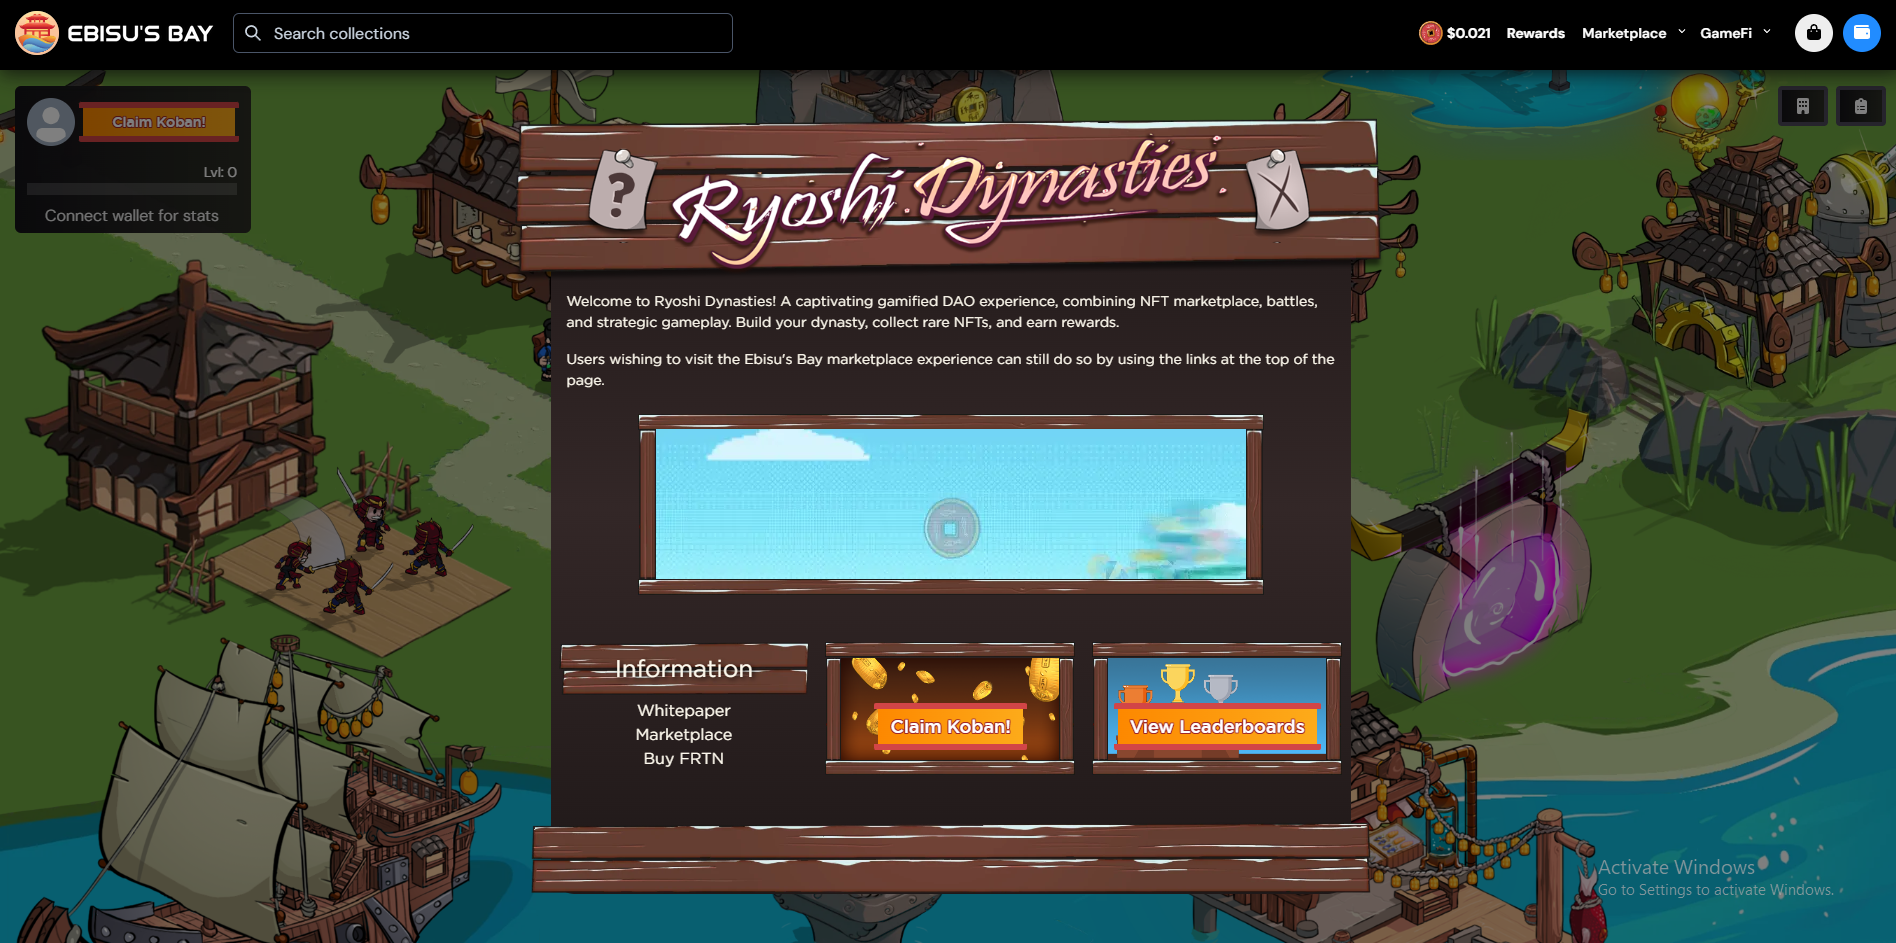 EBISU'S BAY
Search collections
$0.021
Rewards
Marketplace
GameFi
Claim Koban!
Lvl: 0
Connect wallet for stats
?
Ryoshi Dynasties
X
Welcome to Ryoshi Dynasties! A captivating gamified DAO experience, combining NFT marketplace, battles,
and strategic gameplay. Build your dynasty, collect rare NFTs, and earn rewards.
Users wishing to visit the Ebisu's Bay marketplace experience can still do so by using the links at the top of the
page.
Information
Whitepaper
Marketplace
Buy FRTN
Claim Koban!
View Leaderboards
Activate Windows
Go to Settings to activate Windows.